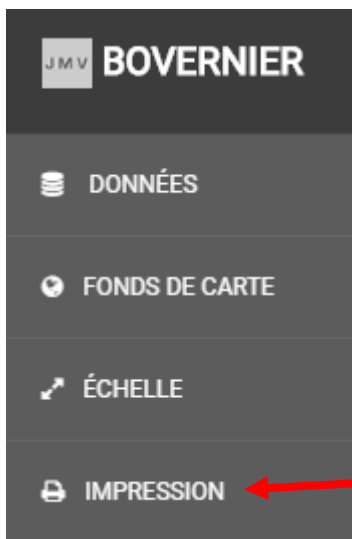 JMV BOVERNIER
DONNÉES
FONDS DE CARTE
ÉCHELLE
IMPRESSION